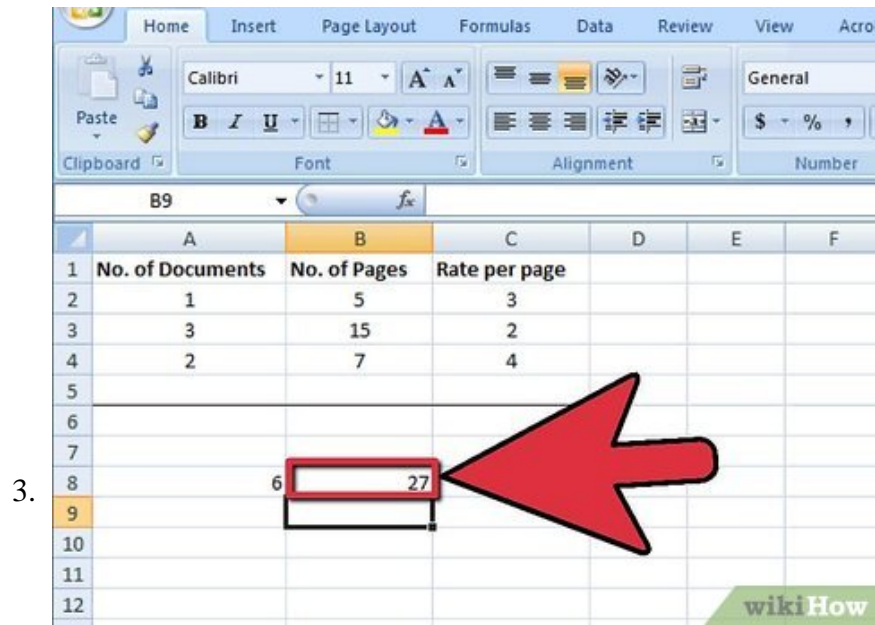 Home Insert Page Layout Formulas Data Review View Acro
Calibri 11 A A General
Paste B I U A $ % ,
Clipboard Font Alignment Number
B9 fx
A B C D E F
1 No. of Documents No. of Pages Rate per page
2 1 5 3
3 3 15 2
4 2 7 4
5
6
7
3. 8 6 27
9
10
11
12
wikiHow